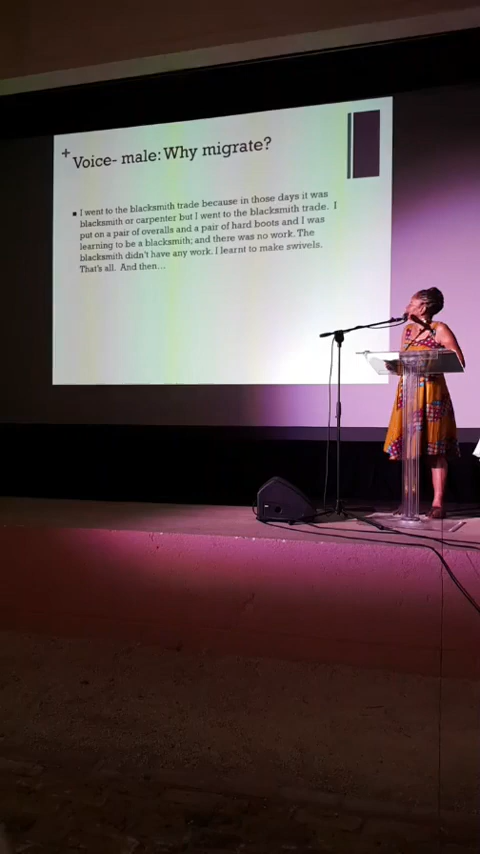 +
Voice- male: Why migrate?
▪ I went to the blacksmith trade because in those days it was
blacksmith or carpenter but I went to the blacksmith trade. I
put on a pair of overalls and a pair of hard boots and I was
learning to be a blacksmith; and there was no work. The
blacksmith didn't have any work. I learnt to make swivels.
That's all. And then...